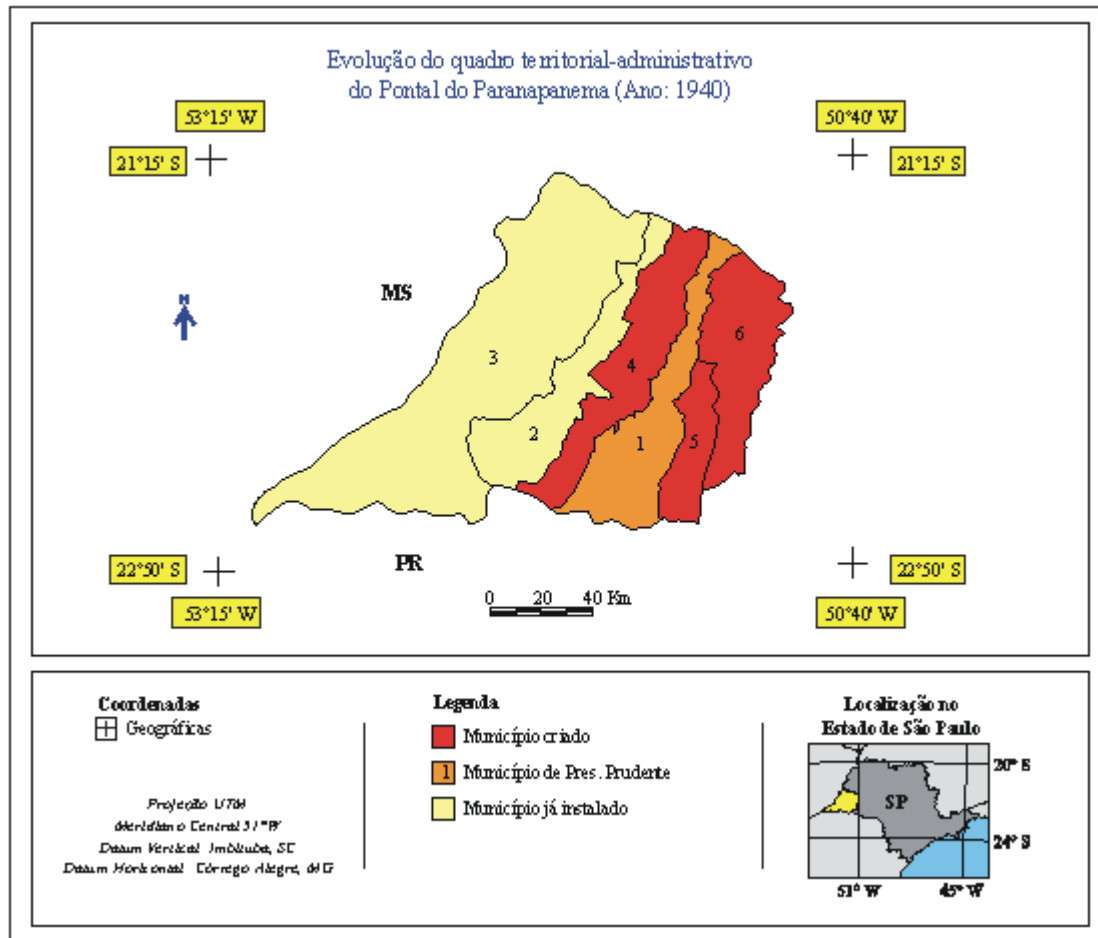 Evolução do quadro territorial-administrativo
do Pontal do Paranapanema (Ano: 1940)
53°15' W
50°40' W
21°15' S
21°15' S
MS
N
3
6
4
2
1
5
PR
22°50' S
22°50' S
53°15' W
50°40' W
0 20 40 Km
Coordenadas
Geográficas
Projeção UTM
Meridiano Central 51°W
Datum Vertical Imbituba, SC
Datum Horizontal Córrego Alegre, MG
Legenda
Município criado
1 Município de Pres. Prudente
Município já instalado
Localização no
Estado de São Paulo
20° S
SP
24° S
51° W
45° W